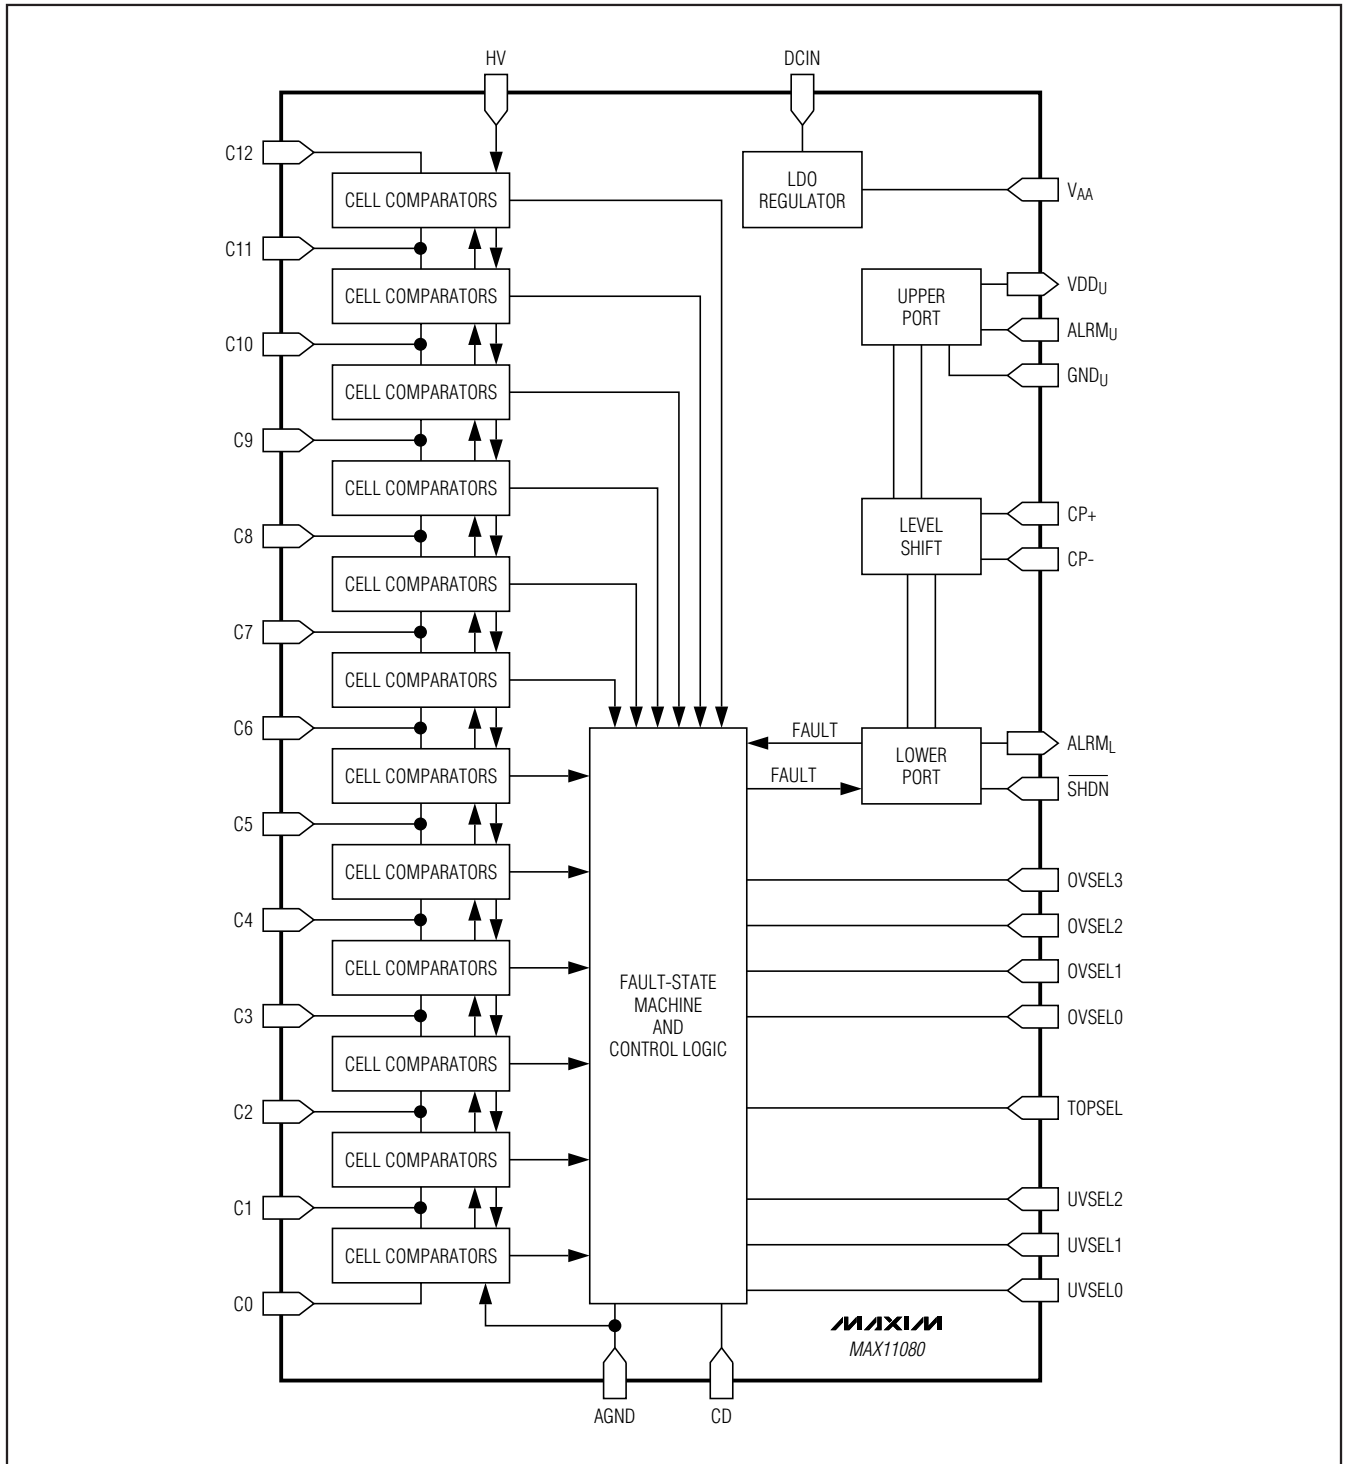 HV
DCIN
C12
CELL COMPARATORS
LDO
REGULATOR
VAA
C11
CELL COMPARATORS
UPPER
PORT
VDDU
ALRMU
GNDU
C10
CELL COMPARATORS
C9
CELL COMPARATORS
LEVEL
SHIFT
CP+
CP-
C8
CELL COMPARATORS
C7
CELL COMPARATORS
C6
FAULT
FAULT
LOWER
PORT
ALRML
SHDN
CELL COMPARATORS
C5
CELL COMPARATORS
OVSEL3
C4
OVSEL2
CELL COMPARATORS
OVSEL1
FAULT-STATE
MACHINE
AND
CONTROL LOGIC
C3
OVSEL0
CELL COMPARATORS
C2
TOPSEL
CELL COMPARATORS
C1
UVSEL2
CELL COMPARATORS
UVSEL1
UVSEL0
C0
MAXIM
MAX11080
AGND
CD